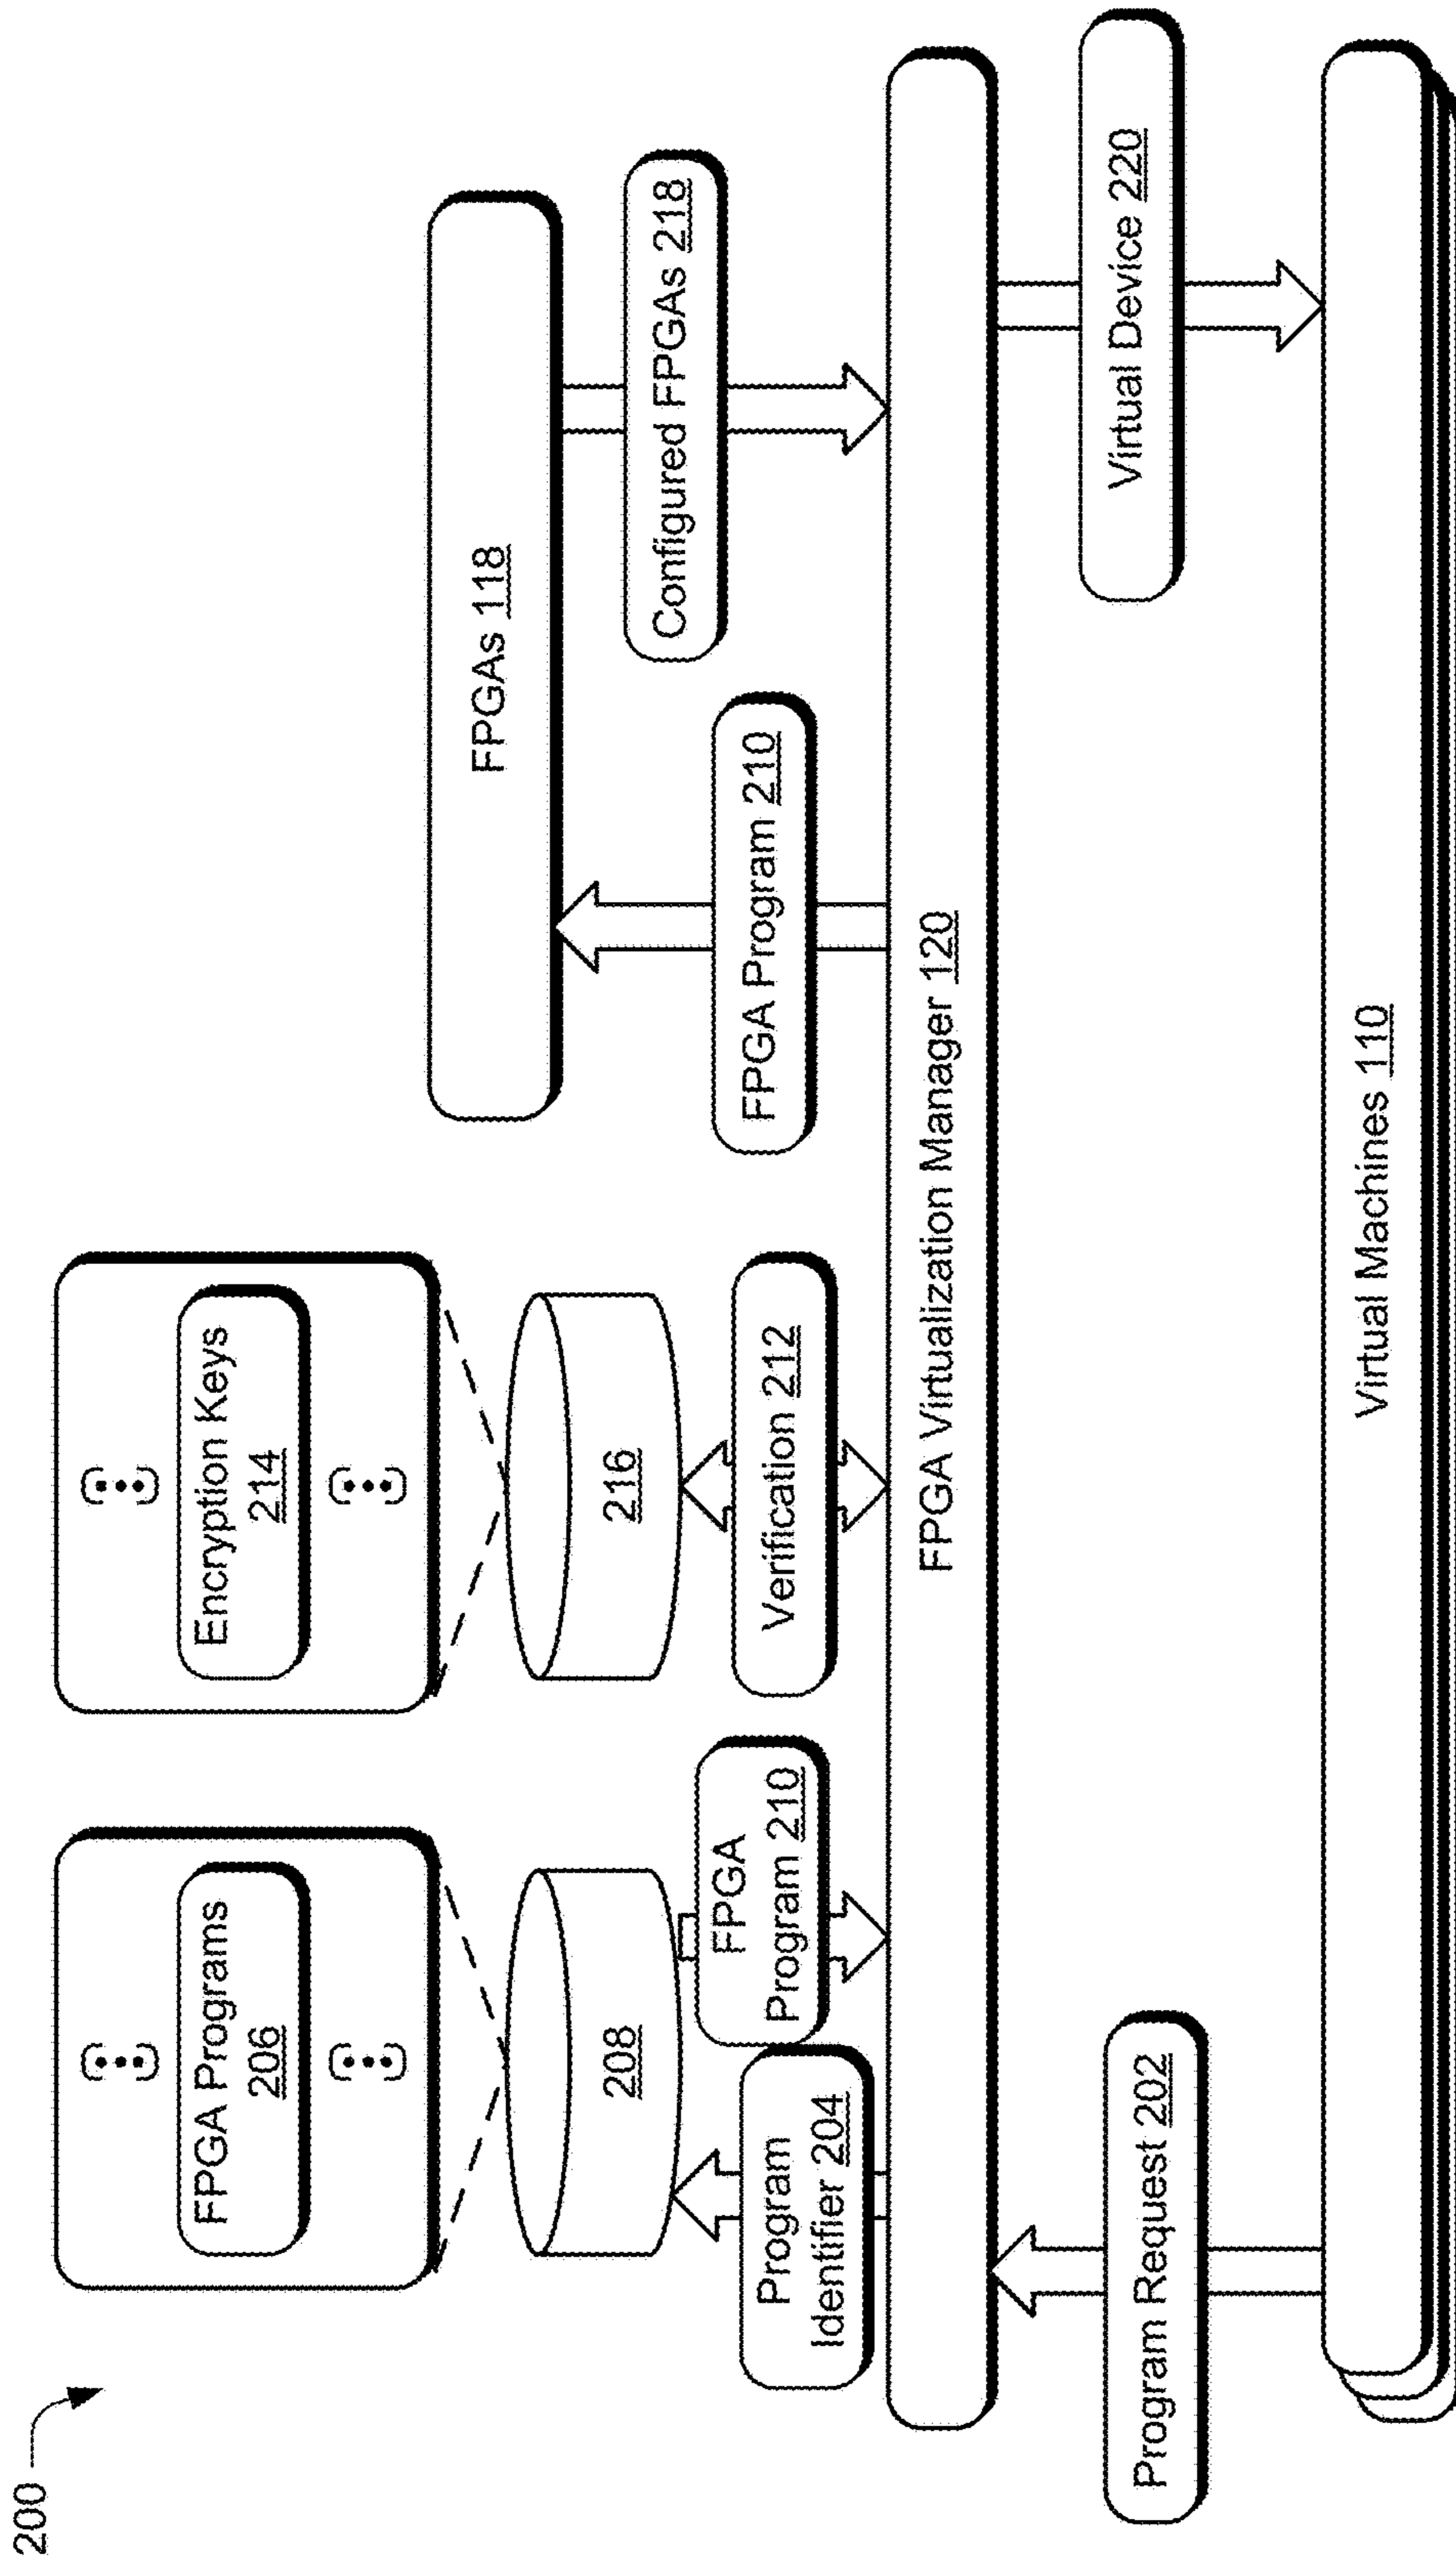 200
FPGA Programs
206
Encryption Keys
214
208
216
FPGAs 118
Program
Identifier 204
FPGA
Program 210
Verification 212
FPGA Program 210
Configured FPGAs 218
FPGA Virtualization Manager 120
Program Request 202
Virtual Device 220
Virtual Machines 110